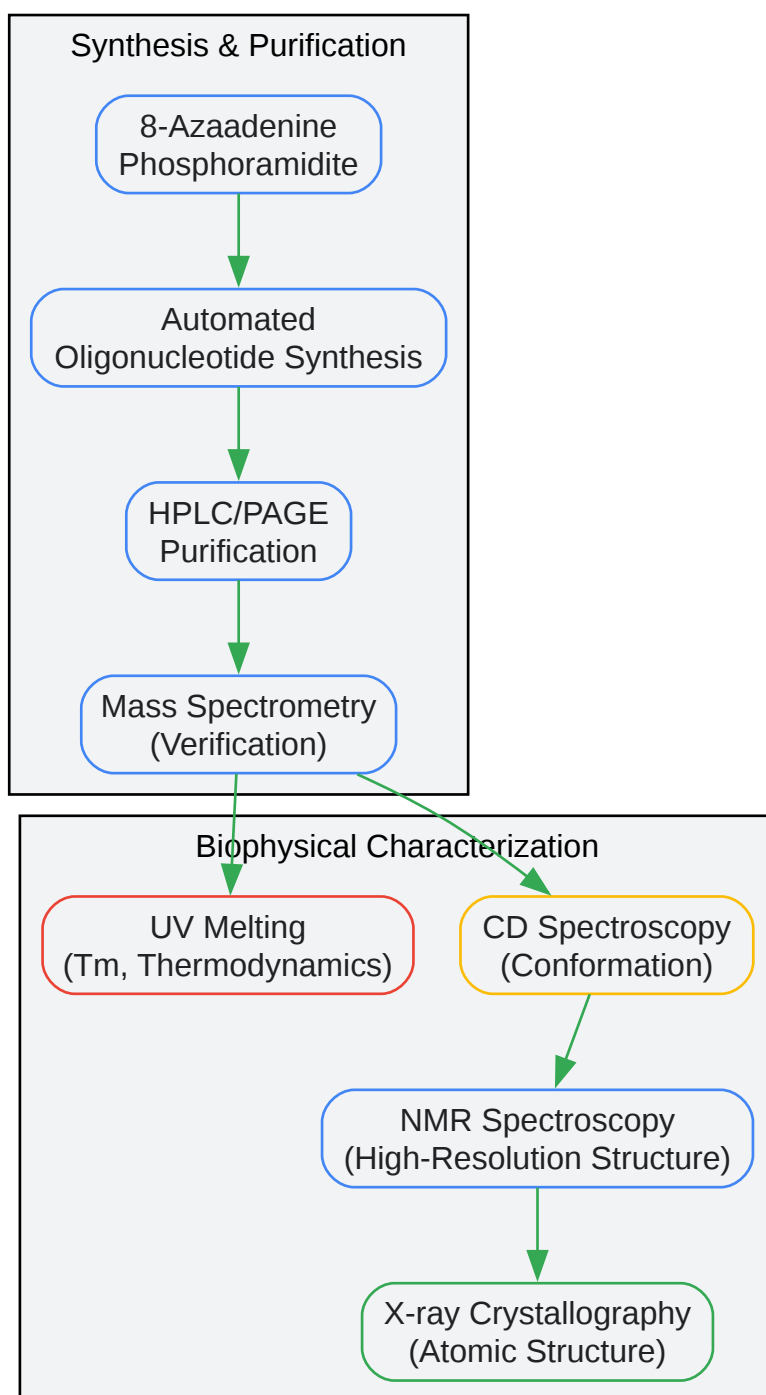 Synthesis & Purification
8-Azaadenine
Phosphoramidite
Automated
Oligonucleotide Synthesis
HPLC/PAGE
Purification
Mass Spectrometry
(Verification)
Biophysical Characterization
UV Melting
(Tm, Thermodynamics)
CD Spectroscopy
(Conformation)
NMR Spectroscopy
(High-Resolution Structure)
X-ray Crystallography
(Atomic Structure)